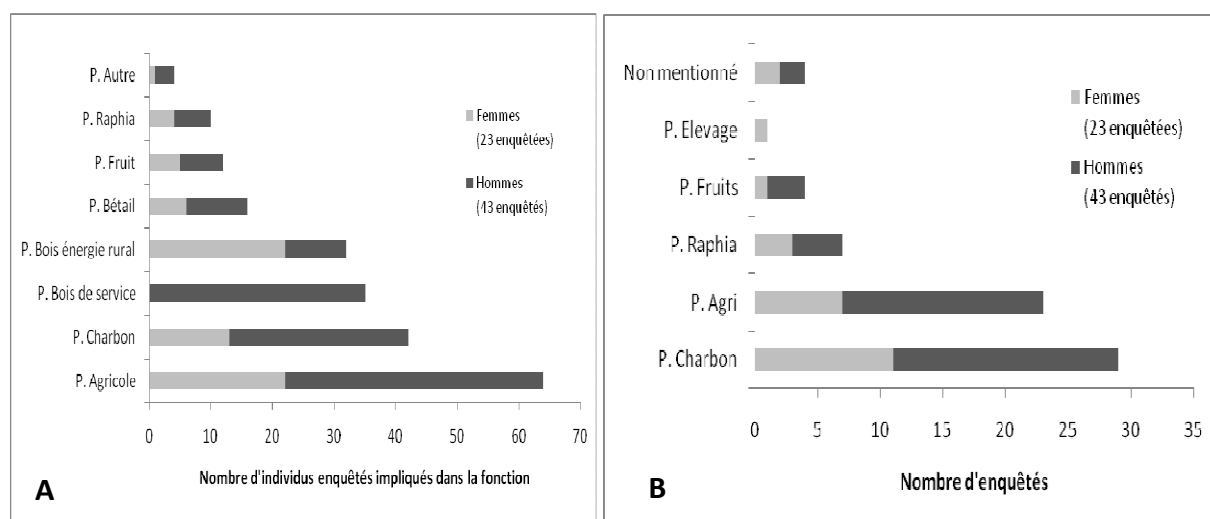 P. Autre
P. Raphia
P. Fruit
P. Bétail
P. Bois énergie rural
P. Bois de service
P. Charbon
P. Agricole
Femmes
(23 enquêtées)
Hommes
(43 enquêtés)
0 10 20 30 40 50 60 70
Nombre d'individus enquêtés impliqués dans la fonction
A
Non mentionné
P. Elevage
P. Fruits
P. Raphia
P. Agri
P. Charbon
Femmes
(23 enquêtées)
Hommes
(43 enquêtés)
0 5 10 15 20 25 30 35
Nombre d'enquêtés
B